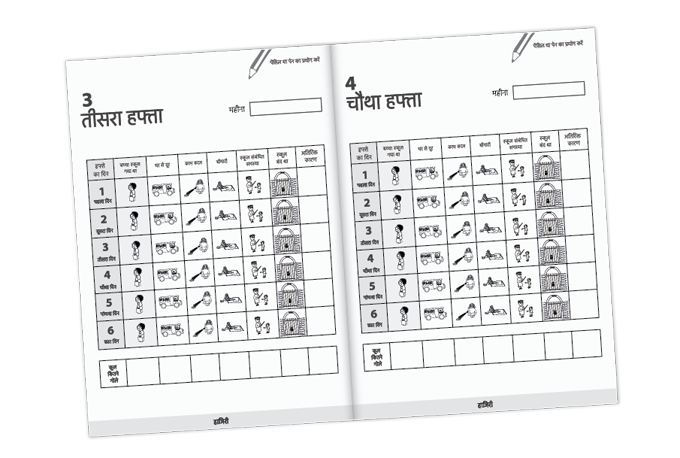 पेंसिल या पेन का प्रयोग करें
3
तीसरा हफ्ता
महीना
हफ्ते का दिन
बच्चा स्कूल गया था
घर से दूर
काम करना
बीमारी
स्कूल संबंधित समस्या
स्कूल बंद था
अतिरिक्त कारण
1
पहला दिन
2
दूसरा दिन
3
तीसरा दिन
4
चौथा दिन
5
पाँचवा दिन
6
छठा दिन
कुल कितने गोले
हाजिरी
पेंसिल या पेन का प्रयोग करें
4
चौथा हफ्ता
महीना
हफ्ते का दिन
बच्चा स्कूल गया था
घर से दूर
काम करना
बीमारी
स्कूल संबंधित समस्या
स्कूल बंद था
अतिरिक्त कारण
1
पहला दिन
2
दूसरा दिन
3
तीसरा दिन
4
चौथा दिन
5
पाँचवा दिन
6
छठा दिन
कुल कितने गोले
हाजिरी